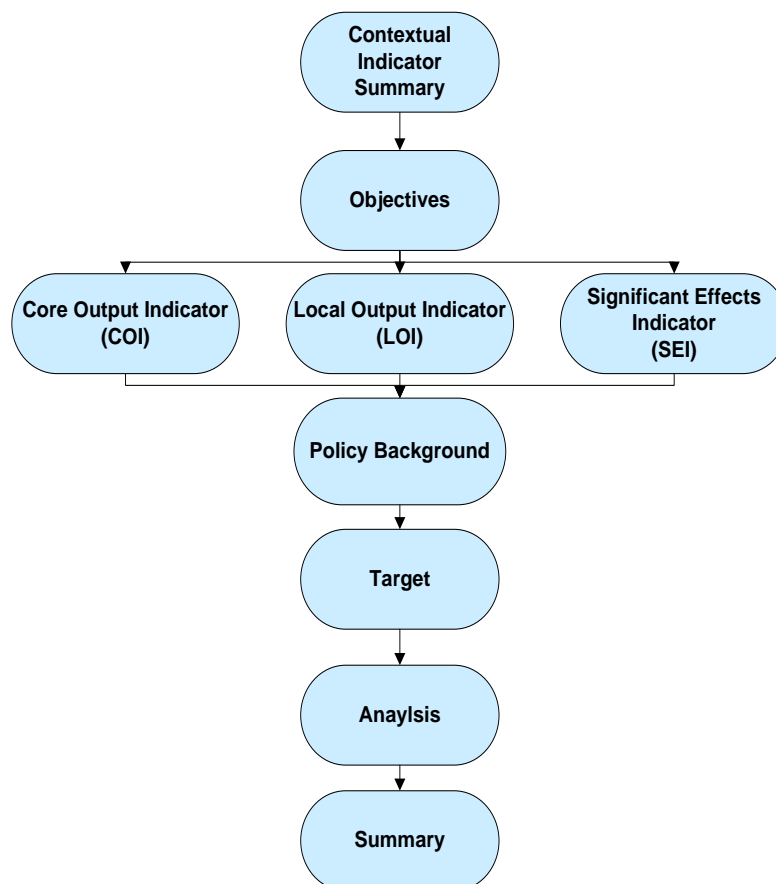 Contextual
Indicator
Summary
Objectives
Core Output Indicator
(COI)
Local Output Indicator
(LOI)
Significant Effects
Indicator
(SEI)
Policy Background
Target
Anaylsis
Summary